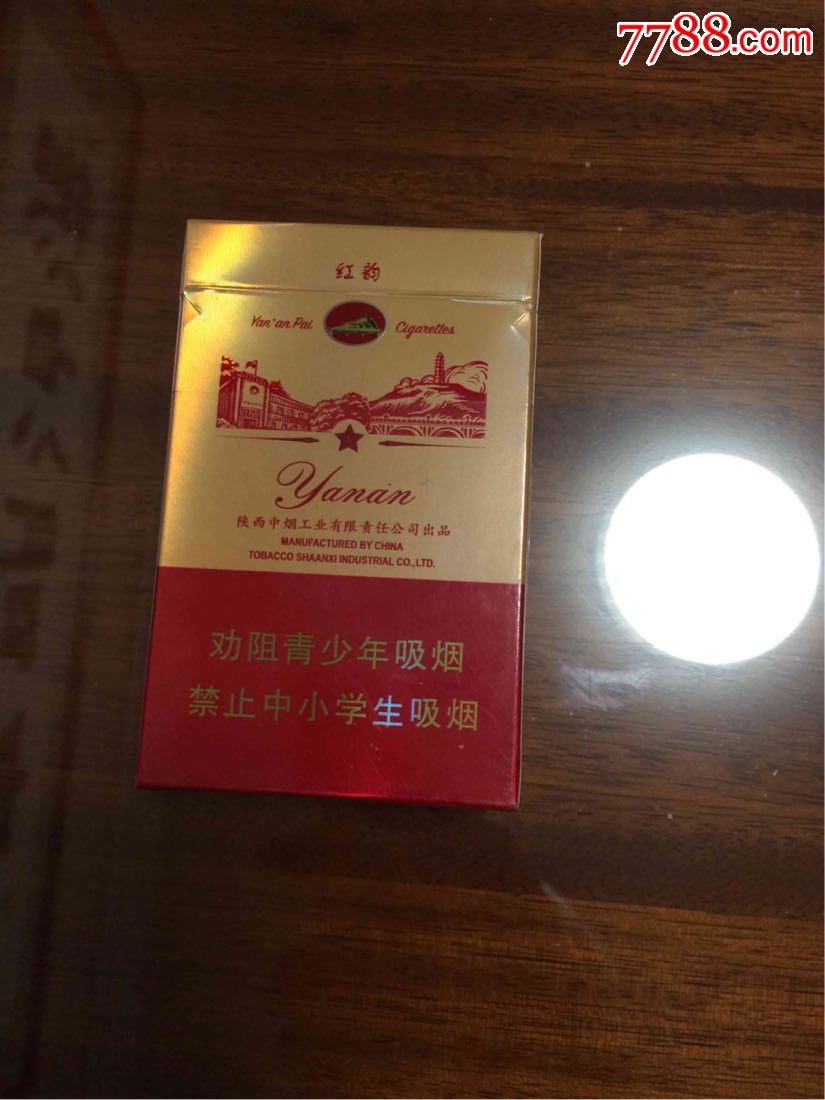 7788.com
红韵
Yan'an Pai Cigarettes
Yanan
陕西中烟工业有限责任公司出品
MANUFACTURED BY CHINA
TOBACCO SHAANXI INDUSTRIAL CO.,LTD.
劝阻青少年吸烟
禁止中小学生吸烟